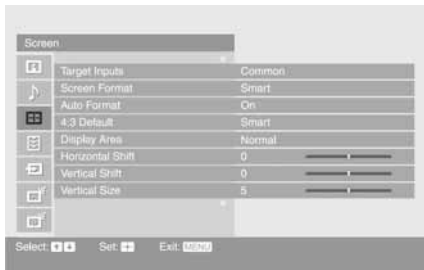 Screen
Target Inputs Common
Screen Format Smart
Auto Format On
4:3 Default Smart
Display Area Normal
Horizontal Shift 0
Vertical Shift 0
Vertical Size 5
Select: Set: Exit: MENU